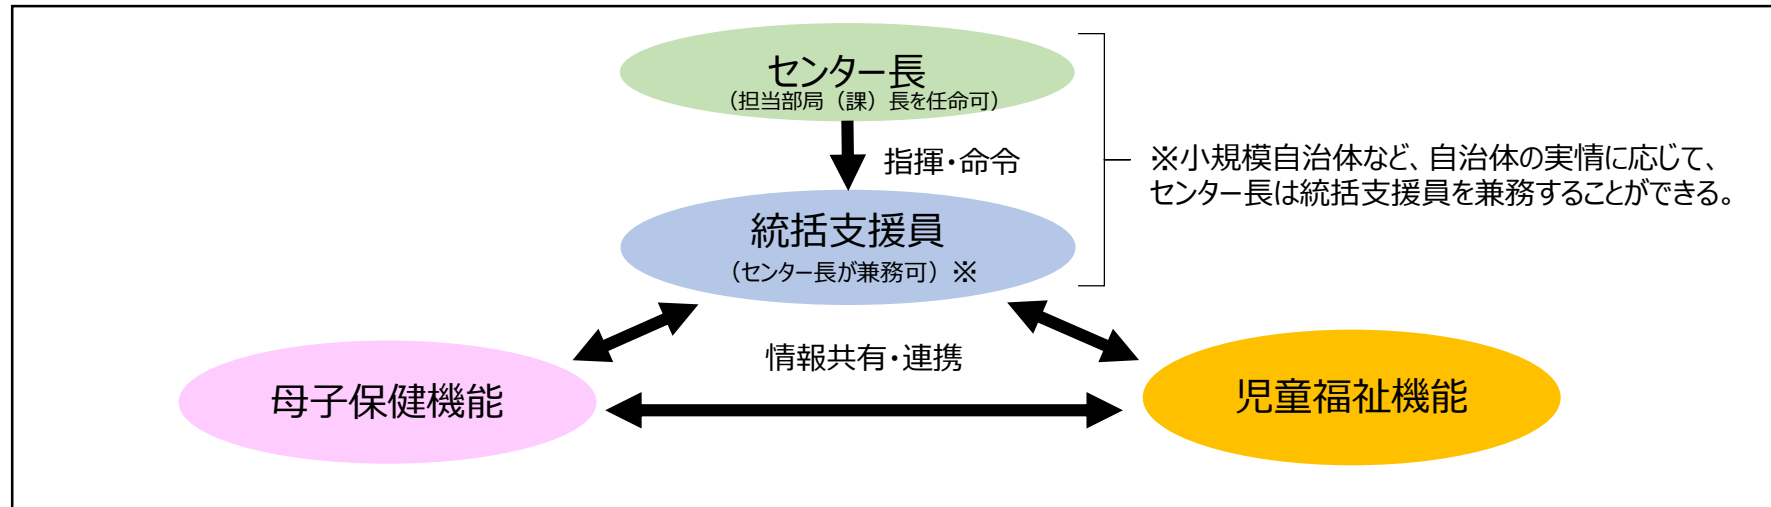 センター長
（担当部局（課）長を任命可）
指揮・命令
※小規模自治体など、自治体の実情に応じて、
センター長は統括支援員を兼務することができる。
統括支援員
（センター長が兼務可）※
情報共有・連携
母子保健機能
児童福祉機能